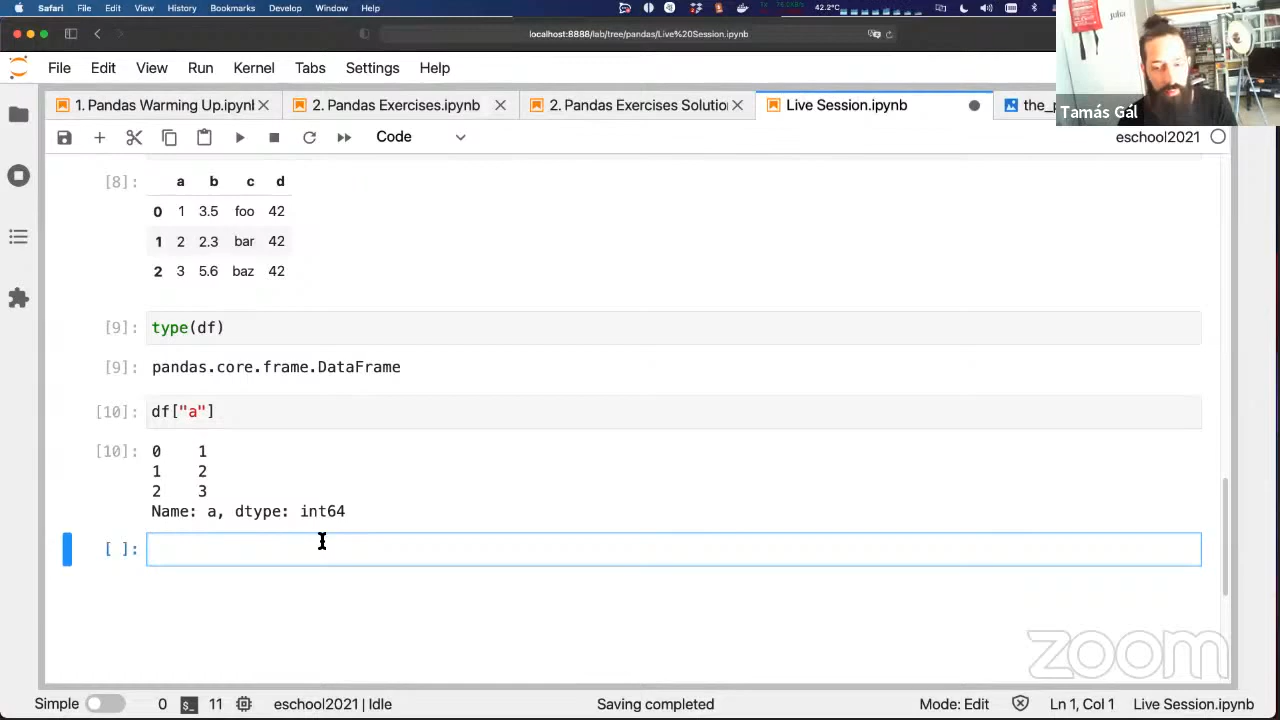 Safari File Edit View History Bookmarks Develop Window Help 42.2°C
localhost:8888/lab/tree/pandas/Live%20Session.ipynb
File Edit View Run Kernel Tabs Settings Help
1. Pandas Warming Up.ipynl 2. Pandas Exercises.ipynb 2. Pandas Exercises Solutio Live Session.ipynb the_p
Tamás Gál
Code eschool2021
[8]: a b c d
0 1 3.5 foo 42
1 2 2.3 bar 42
2 3 5.6 baz 42
[9]: type(df)
[9]: pandas.core.frame.DataFrame
[10]: df["a"]
[10]: 0 1
1 2
2 3
Name: a, dtype: int64
[ ]:
zoom
Simple 0 11 eschool2021 | Idle Saving completed Mode: Edit Ln 1, Col 1 Live Session.ipynb